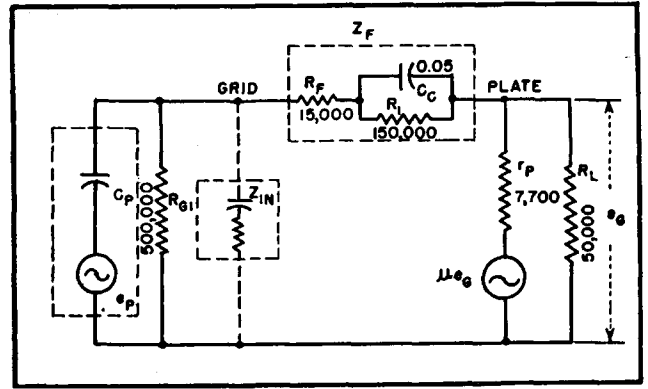 Z_F
GRID
R_F
15,000
0.05
C_C
R_1
150,000
PLATE
C_P
e_P
500,000
R_G1
Z_IN
r_P
7,700
μe_G
R_L
50,000
e_G